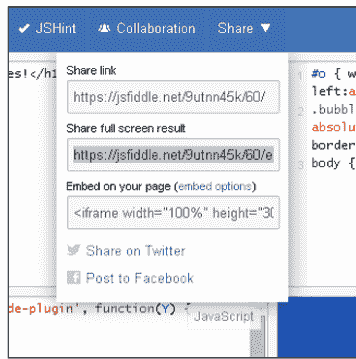 JSHint Collaboration Share ▼
es!</h1
Share link
https://jsfiddle.net/9utnn45k/60/
Share full screen result
https://jsfiddle.net/9utnn45k/60/e
Embed on your page (embed options)
<iframe width="100%" height="30
Share on Twitter
Post to Facebook
1 #o { w
left:a
2 .bubbl
absolu
border
3 body {
de-plugin', function(Y) {
JavaScript